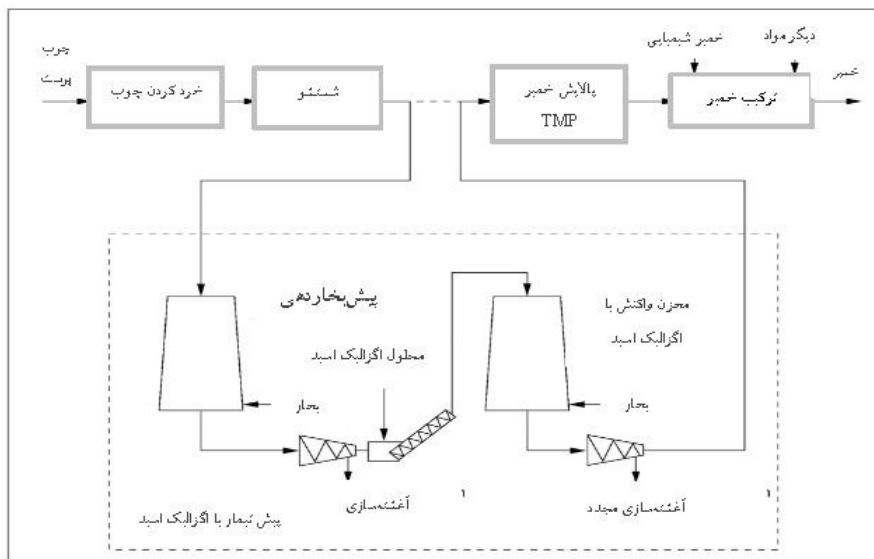 چوب
پوست
خرد کردن چوب
شستشو
پالایش خمیر
TMP
خمیر شیمیایی
دیگر مواد
ترکیب خمیر
خمیر
پیش‌بخاردهی
محلول اگزالیک اسید
بخار
آغشته‌سازی
پیش تیمار با اگزالیک اسید
مخزن واکنش با
اگزالیک اسید
بخار
آغشته‌سازی مجدد